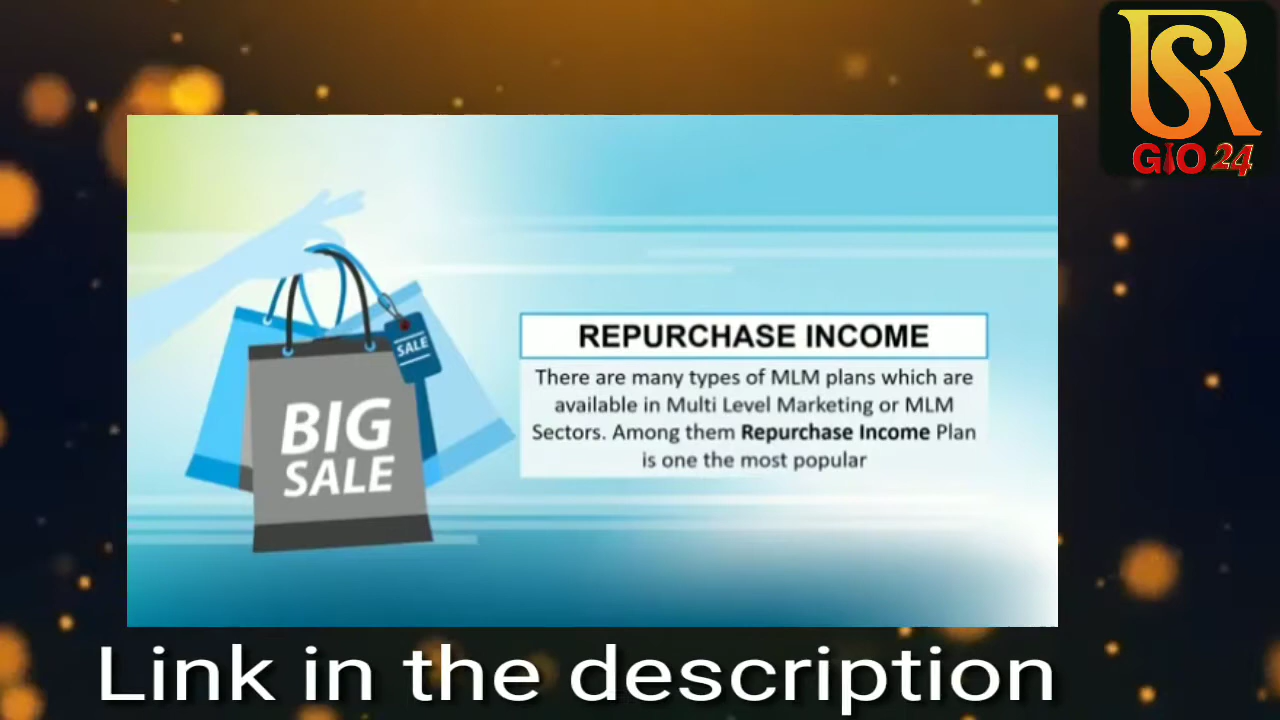 GIO 24
REPURCHASE INCOME
There are many types of MLM plans which are
available in Multi Level Marketing or MLM
Sectors. Among them Repurchase Income Plan
is one the most popular
SALE
BIG
SALE
Link in the description